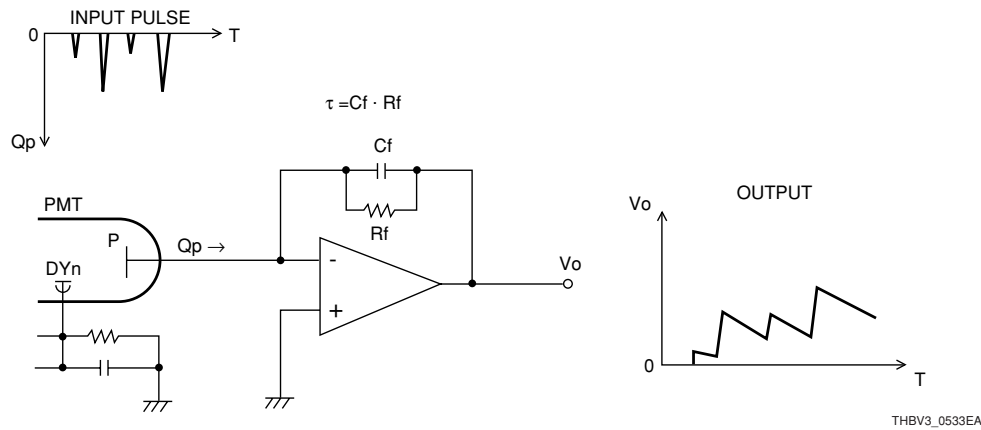 INPUT PULSE
0
T
Qp
τ =Cf · Rf
Cf
Rf
PMT
P
Qp →
DYn
-
+
Vo
OUTPUT
Vo
0
T
THBV3_0533EA